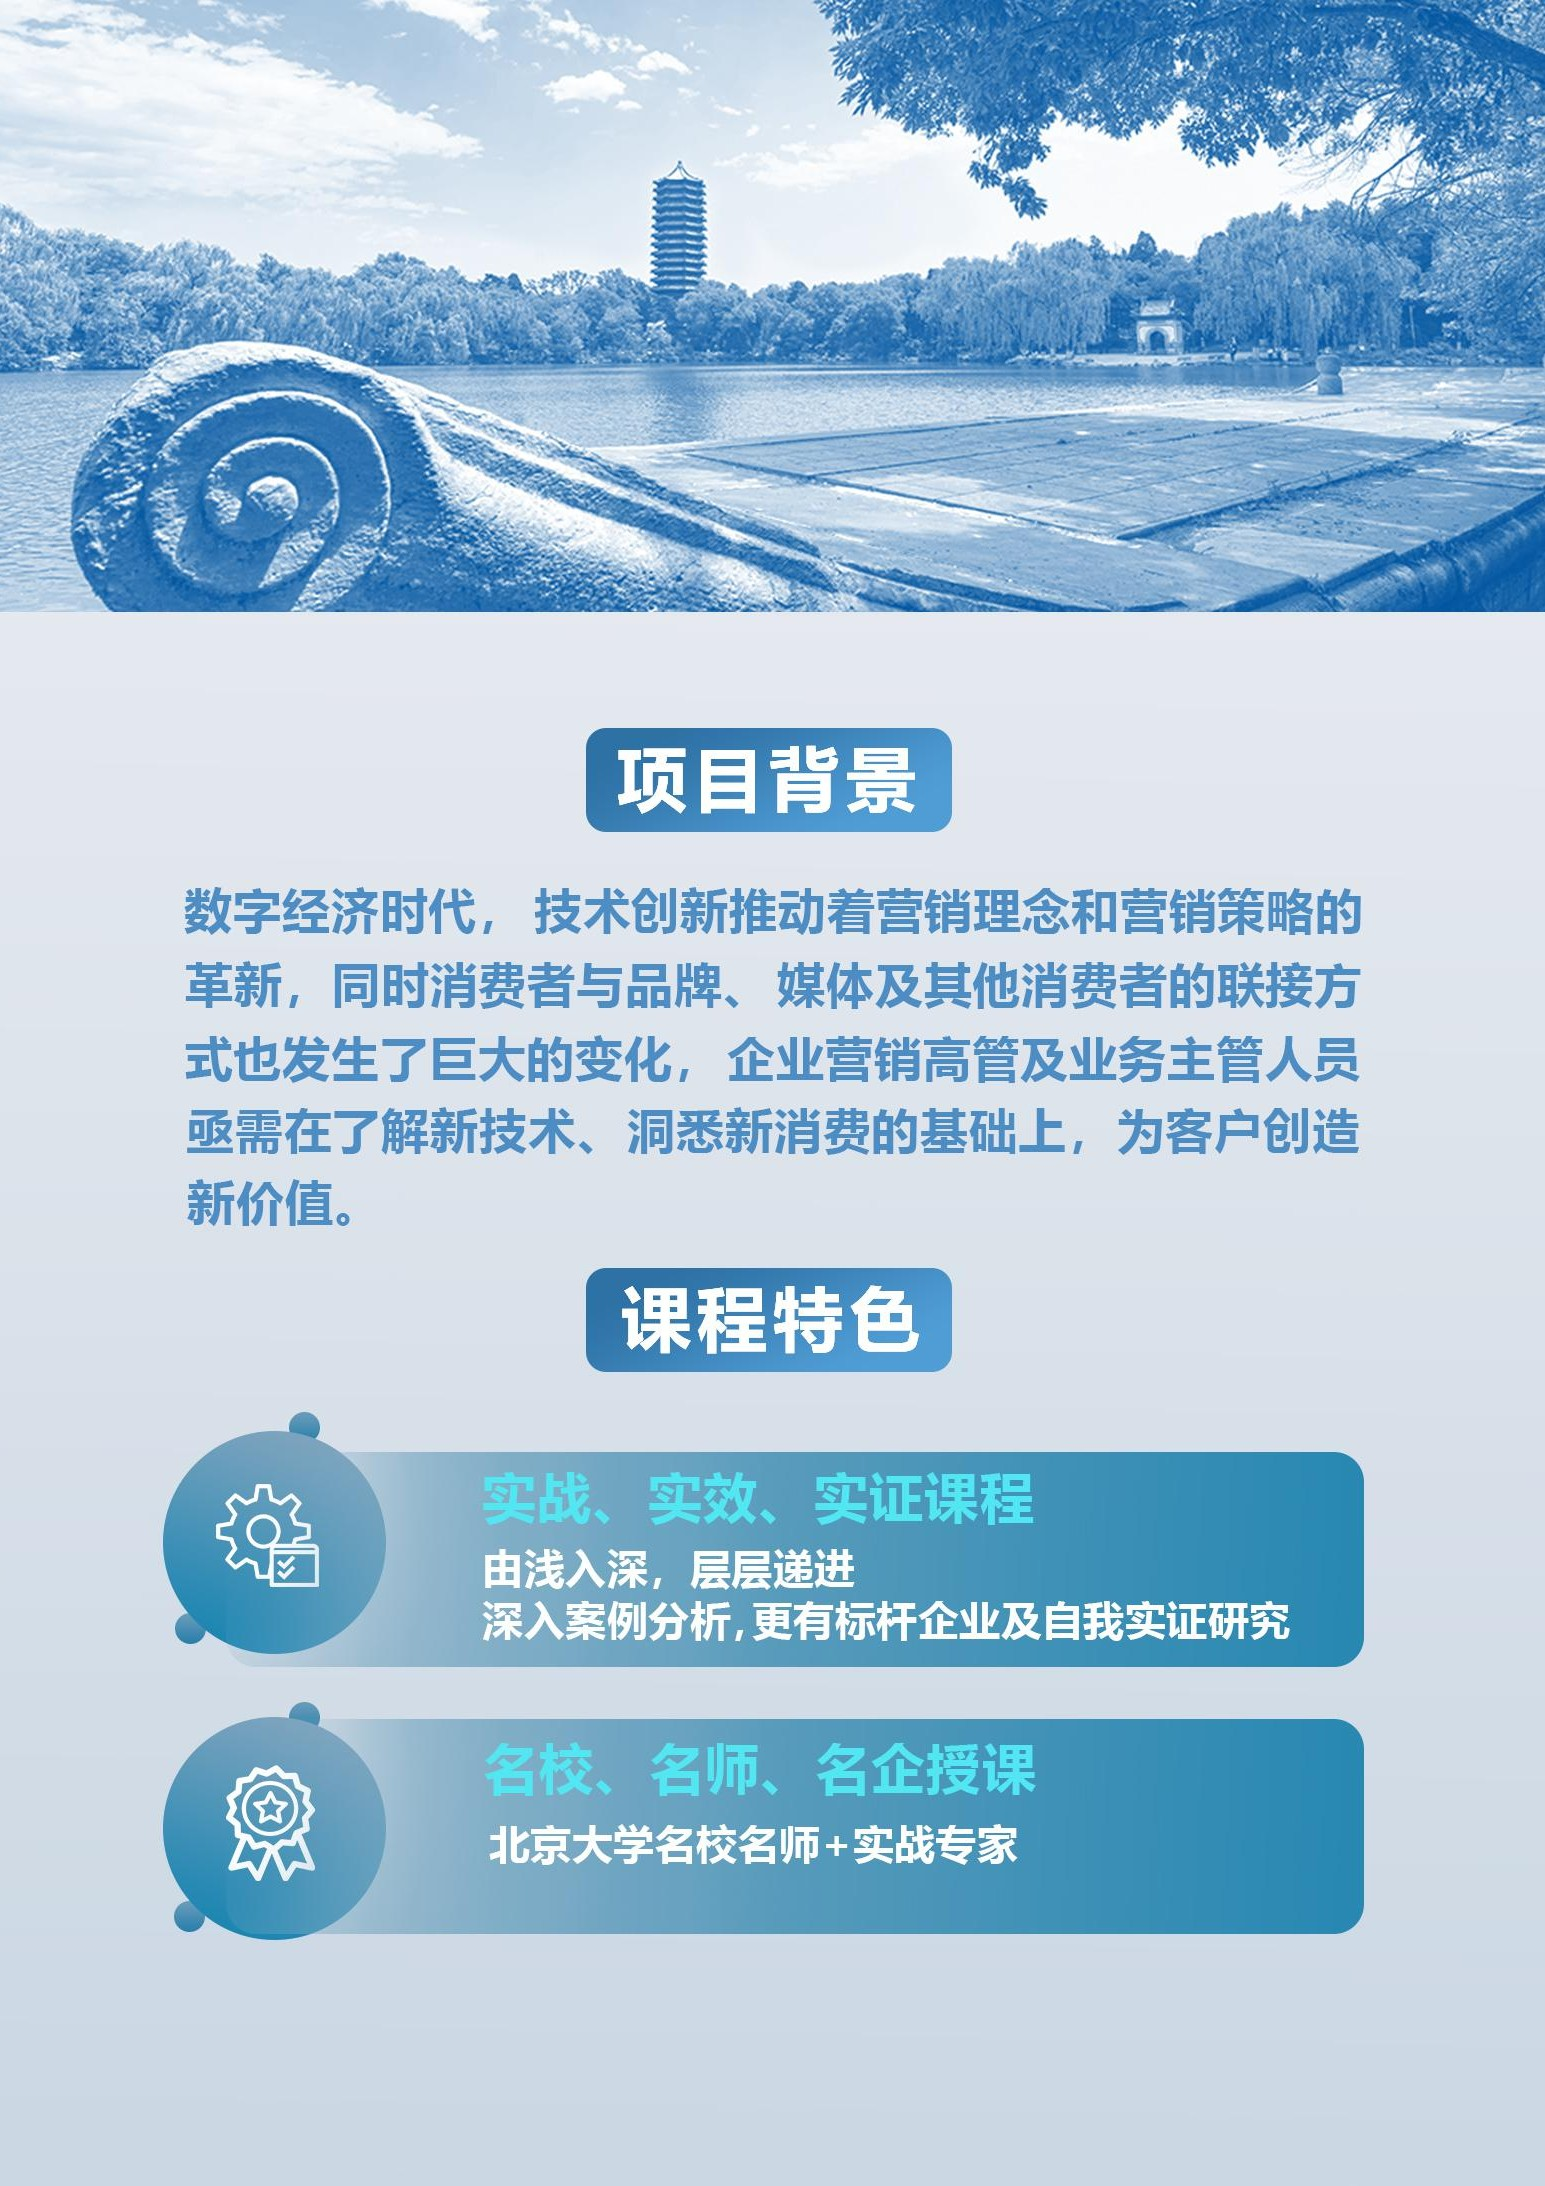 项目背景
数字经济时代，技术创新推动着营销理念和营销策略的
革新，同时消费者与品牌、媒体及其他消费者的联接方
式也发生了巨大的变化，企业营销高管及业务主管人员
亟需在了解新技术、洞悉新消费的基础上，为客户创造
新价值。
课程特色
实战、实效、实证课程
由浅入深，层层递进
深入案例分析,更有标杆企业及自我实证研究
名校、名师、名企授课
北京大学名校名师+实战专家